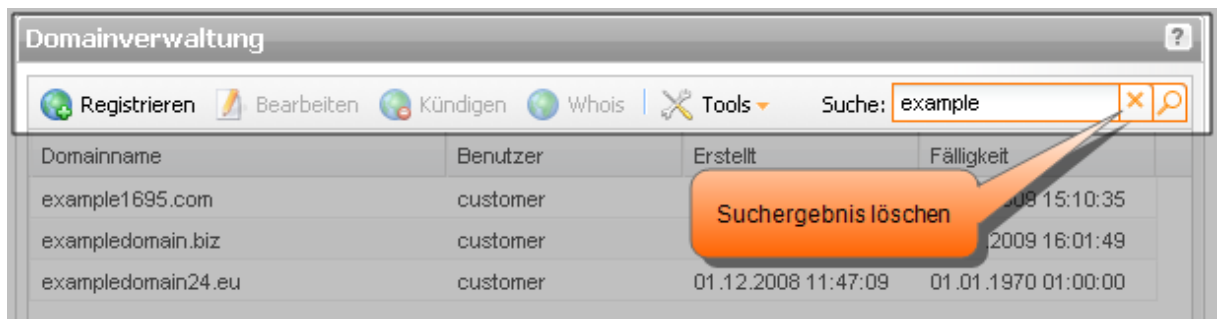 Domainverwaltung ?
Registrieren Bearbeiten Kündigen Whois Tools Suche: example
Domainname Benutzer Erstellt Fälligkeit
example1695.com customer 15:10:35
exampledomain.biz customer .2009 16:01:49
exampledomain24.eu customer 01.12.2008 11:47:09 01.01.1970 01:00:00
Suchergebnis löschen